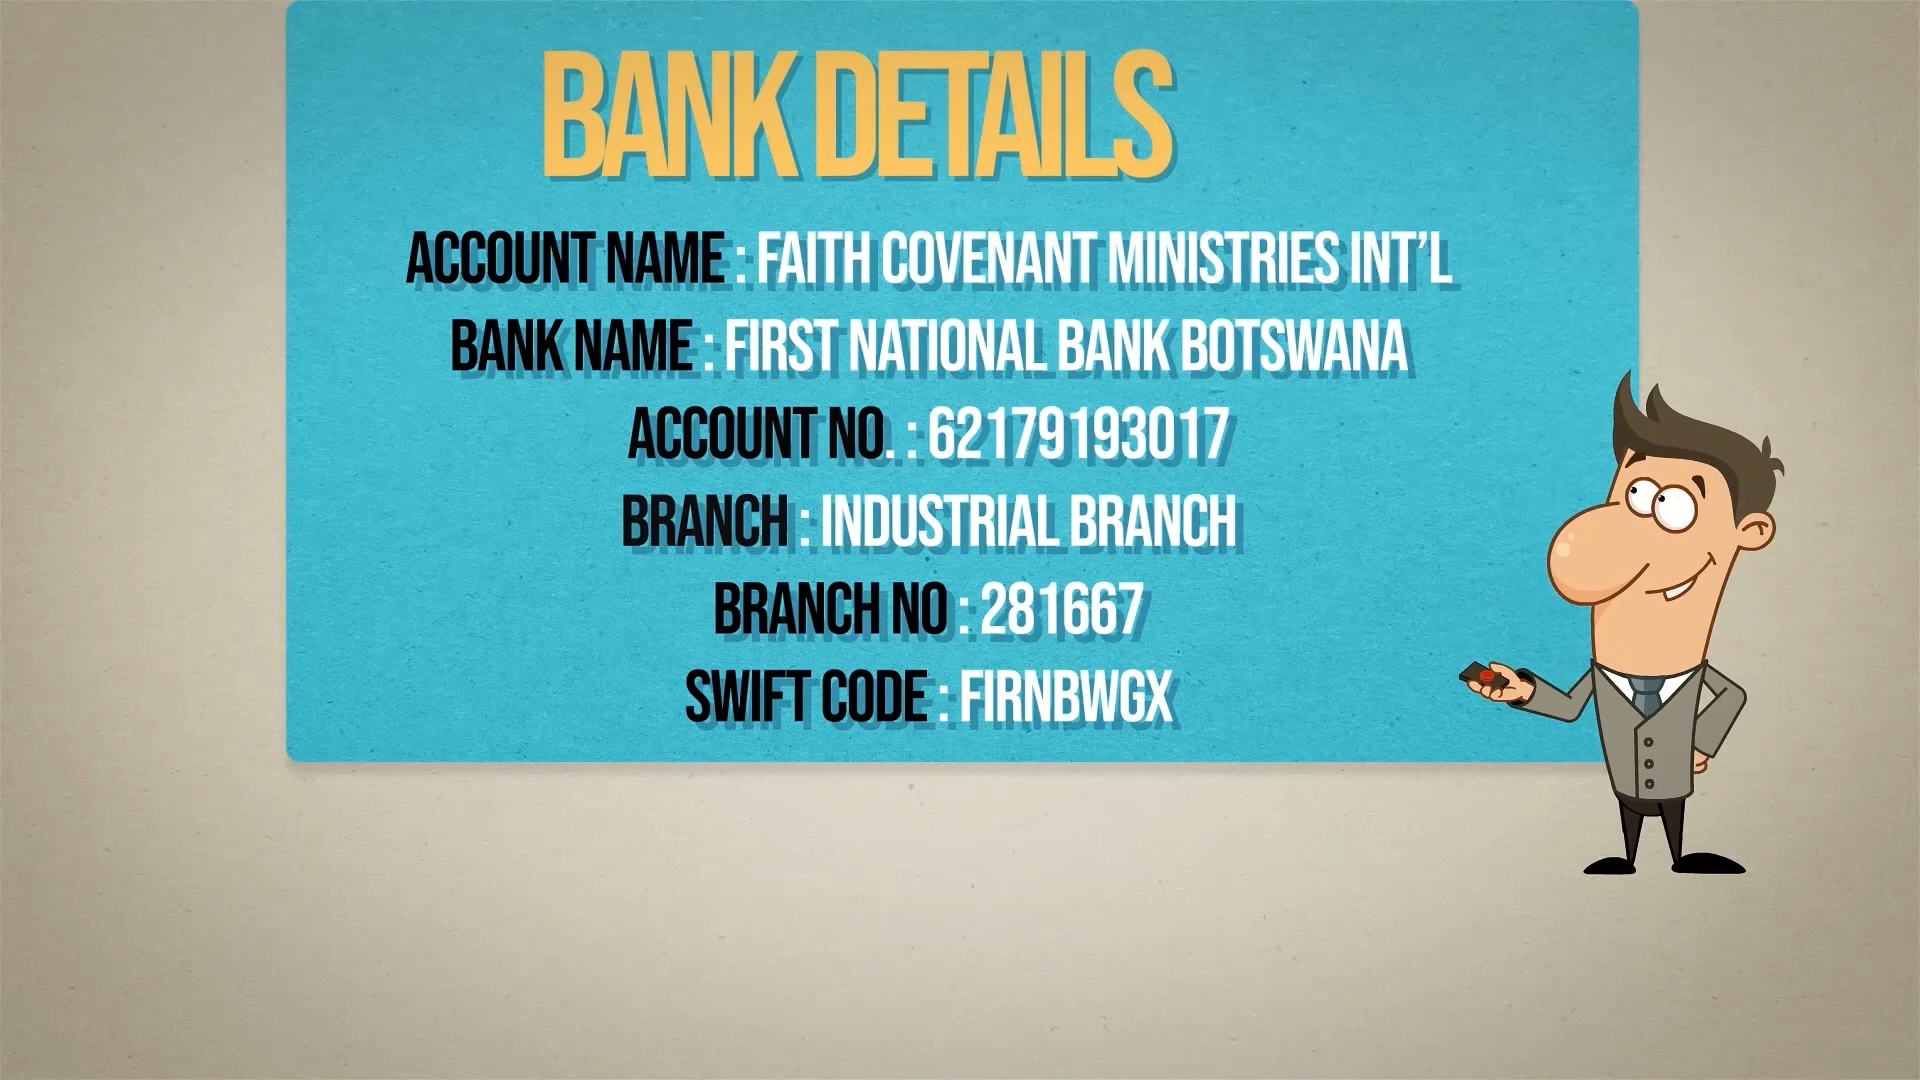 BANK DETAILS
ACCOUNT NAME : FAITH COVENANT MINISTRIES INT'L
BANK NAME : FIRST NATIONAL BANK BOTSWANA
ACCOUNT NO. : 62179193017
BRANCH : INDUSTRIAL BRANCH
BRANCH NO : 281667
SWIFT CODE : FIRNBWGX